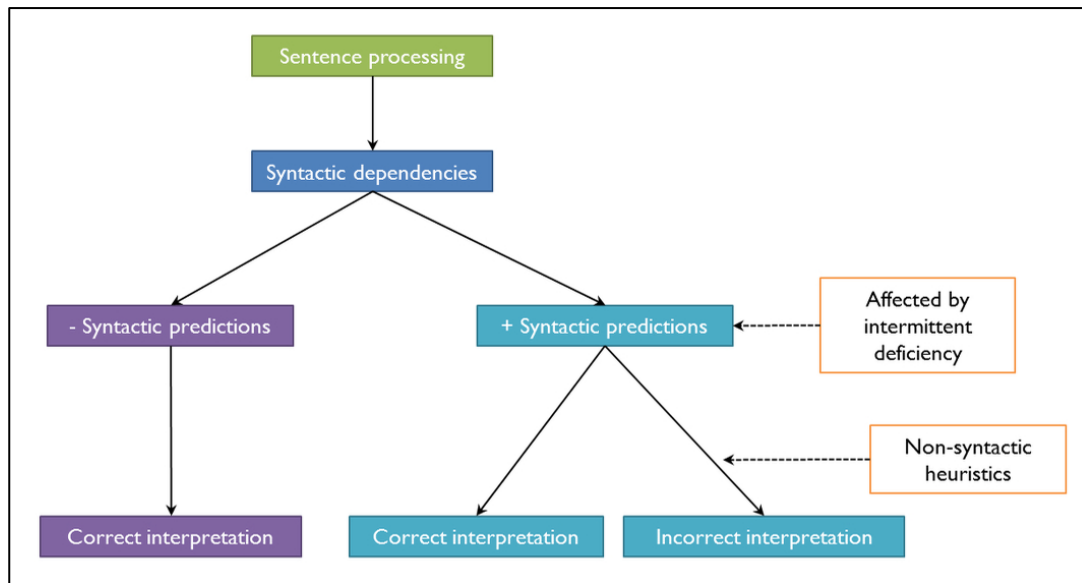 Sentence processing
Syntactic dependencies
- Syntactic predictions
+ Syntactic predictions
Affected by
intermittent
deficiency
Non-syntactic
heuristics
Correct interpretation
Correct interpretation
Incorrect interpretation